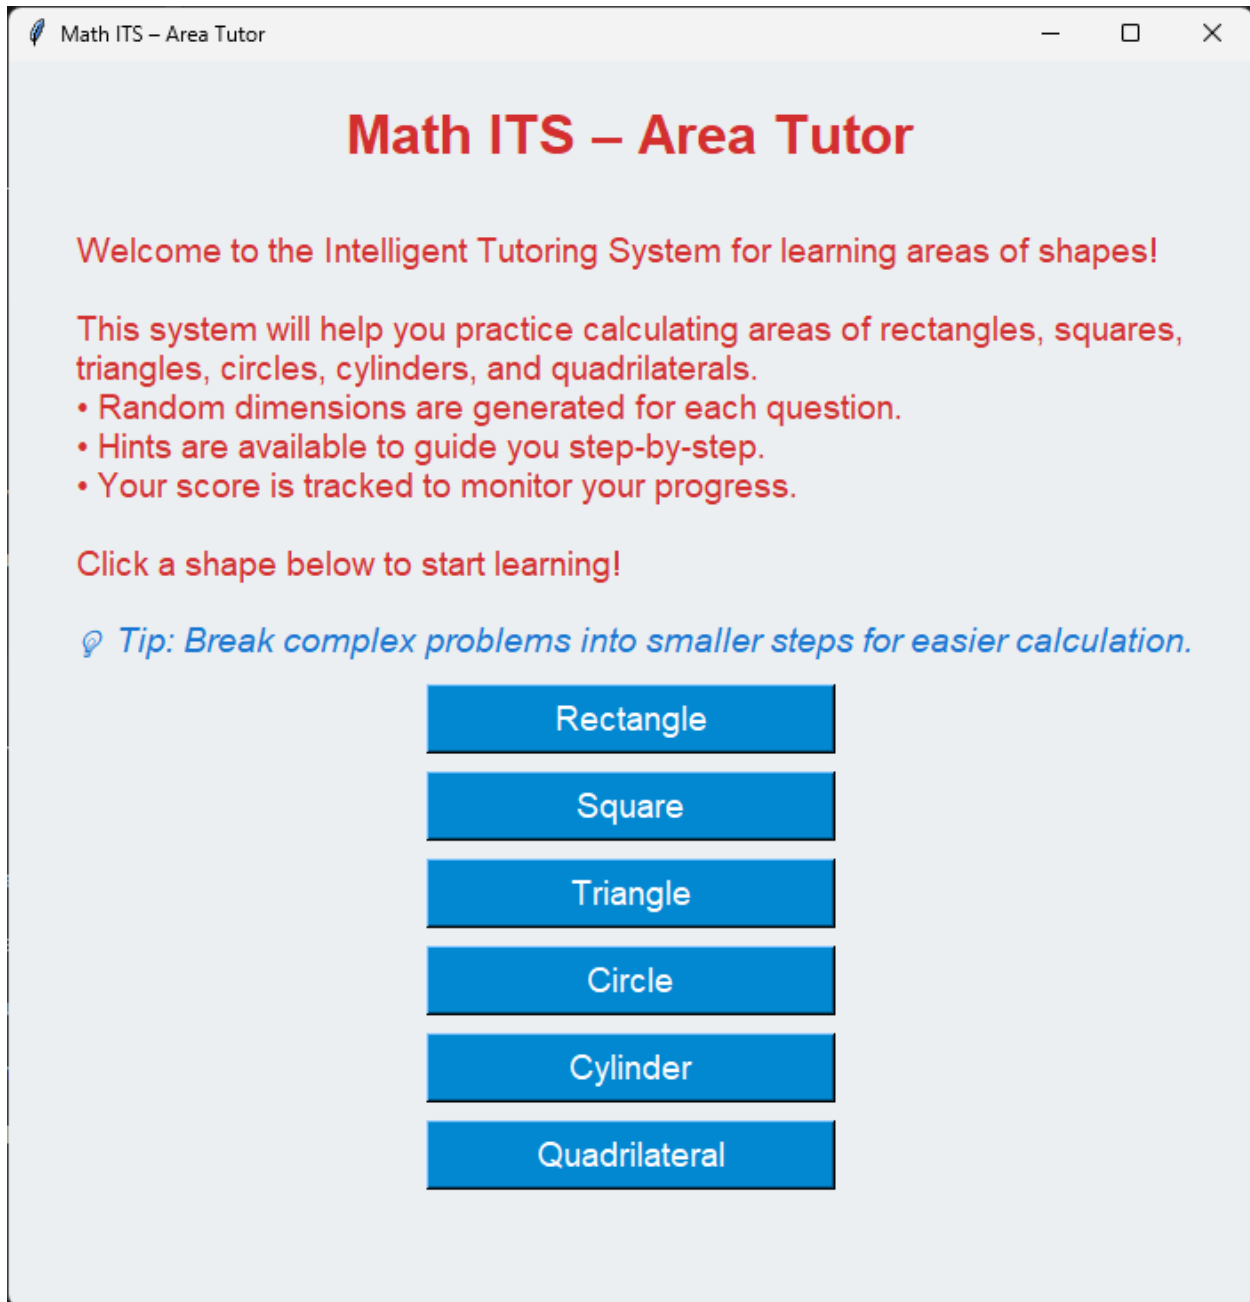 Math ITS – Area Tutor
Math ITS – Area Tutor
Welcome to the Intelligent Tutoring System for learning areas of shapes!
This system will help you practice calculating areas of rectangles, squares,
triangles, circles, cylinders, and quadrilaterals.
• Random dimensions are generated for each question.
• Hints are available to guide you step-by-step.
• Your score is tracked to monitor your progress.
Click a shape below to start learning!
💡 Tip: Break complex problems into smaller steps for easier calculation.
Rectangle
Square
Triangle
Circle
Cylinder
Quadrilateral